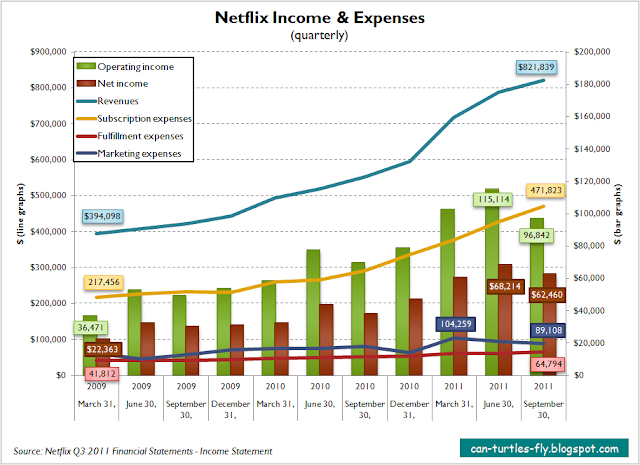 Netflix Income & Expenses
(quarterly)
$900,000
$800,000
$700,000
$600,000
$500,000
$400,000
$300,000
$200,000
$100,000
$0
$ (line graphs)
Operating income
Net income
Revenues
Subscription expenses
Fulfillment expenses
Marketing expenses
$200,000
$180,000
$160,000
$140,000
$120,000
$100,000
$80,000
$60,000
$40,000
$20,000
$0
$ (bar graphs)
$821,839
$394,098
471,823
115,114
96,842
217,456
36,471
$22,363
41,812
$68,214
$62,460
104,259
89,108
64,794
2009 2009 2009 2009 2010 2010 2010 2010 2011 2011 2011
March 31, June 30, September 30, December 31, March 31, June 30, September 30, December 31, March 31, June 30, September 30,
Source: Netflix Q3 2011 Financial Statements - Income Statement
can-turtles-fly.blogspot.com